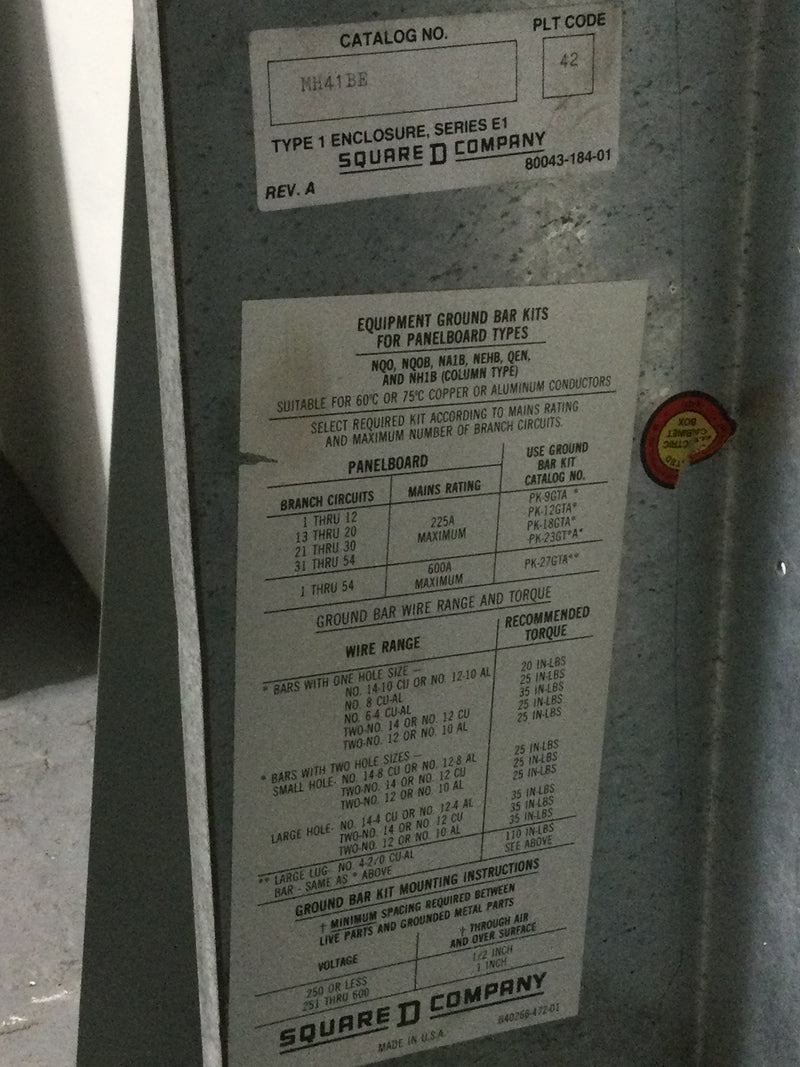 CATALOG NO.
PLT CODE
MH41BE
42
TYPE 1 ENCLOSURE, SERIES E1
SQUARE D COMPANY
REV. A
80043-184-01
EQUIPMENT GROUND BAR KITS
FOR PANELBOARD TYPES
NQO, NQOB, NA1B, NEHB, QEN,
AND NH1B (COLUMN TYPE)
SUITABLE FOR 60°C OR 75°C COPPER OR ALUMINUM CONDUCTORS
SELECT REQUIRED KIT ACCORDING TO MAINS RATING
AND MAXIMUM NUMBER OF BRANCH CIRCUITS.
PANELBOARD
USE GROUND
BAR KIT
CATALOG NO.
BRANCH CIRCUITS
MAINS RATING
1 THRU 12
13 THRU 20
21 THRU 30
31 THRU 54
225A
MAXIMUM
PK-9GTA *
PK-12GTA*
PK-18GTA*
PK-23GT*A*
1 THRU 54
600A
MAXIMUM
PK-27GTA**
GROUND BAR WIRE RANGE AND TORQUE
WIRE RANGE
RECOMMENDED
TORQUE
* BARS WITH ONE HOLE SIZE —
NO. 14-10 CU OR NO. 12-10 AL 20 IN-LBS
NO. 8 CU-AL 25 IN-LBS
NO. 6-4 CU-AL 35 IN-LBS
TWO-NO. 14 OR NO. 12 CU 25 IN-LBS
TWO-NO. 12 OR NO. 10 AL 25 IN-LBS
* BARS WITH TWO HOLE SIZES —
SMALL HOLE- NO. 14-8 CU OR NO. 12-8 AL 25 IN-LBS
TWO-NO. 14 OR NO. 12 CU 25 IN-LBS
TWO-NO. 12 OR NO. 10 AL 25 IN-LBS
LARGE HOLE- NO. 14-4 CU OR NO. 12-4 AL 35 IN-LBS
TWO-NO. 14 OR NO. 12 CU 35 IN-LBS
TWO-NO. 12 OR NO. 10 AL 35 IN-LBS
** LARGE LUG- NO. 4-2/0 CU-AL 110 IN-LBS
BAR - SAME AS * ABOVE SEE ABOVE
GROUND BAR KIT MOUNTING INSTRUCTIONS
† MINIMUM SPACING REQUIRED BETWEEN
LIVE PARTS AND GROUNDED METAL PARTS
VOLTAGE
† THROUGH AIR
AND OVER SURFACE
250 OR LESS 1/2 INCH
251 THRU 600 1 INCH
SQUARE D COMPANY
MADE IN U.S.A.
CTRIC
CABINET
BOX